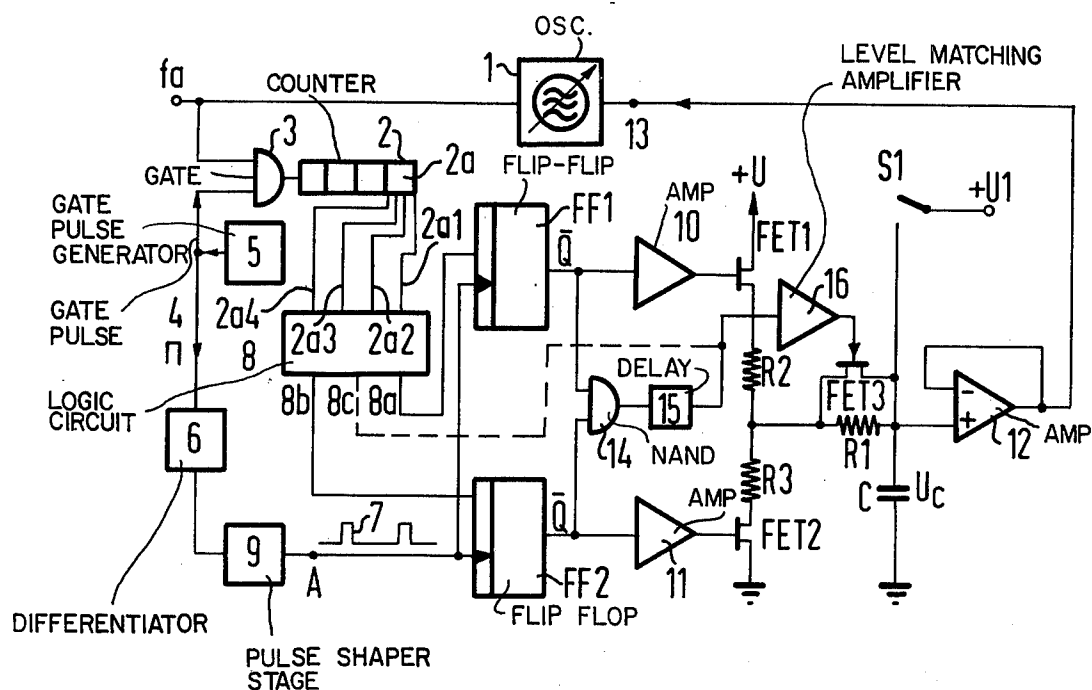 OSC.
LEVEL MATCHING
AMPLIFIER
fa
COUNTER
1
13
3
2
2a
FLIP-FLIP
S1
+U1
GATE
AMP
+U
GATE
PULSE
GENERATOR
5
2a1
FF1
Q̄
10
FET1
16
GATE
PULSE
4
Π
2a4
2a3
2a2
8
DELAY
R2
LOGIC
CIRCUIT
8b
8c
8a
15
FET3
-
+
12
AMP
6
14
NAND
R1
R3
C
Uc
7
Q̄
AMP
9
A
FF2
11
FET2
FLIP FLOP
DIFFERENTIATOR
PULSE SHAPER
STAGE